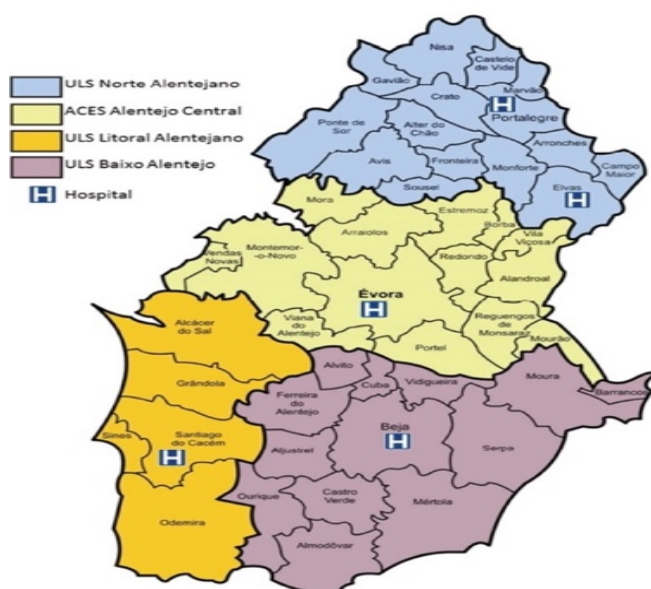 ULS Norte Alentejano
ACES Alentejo Central
ULS Litoral Alentejano
ULS Baixo Alentejo
H Hospital
Nisa
Castelo
de Vide
Gavião
Marvão
Crato
H
Portalegre
Ponte de
Sor
Alter do
Chão
Arronches
Avis
Fronteira
Monforte
Campo
Maior
Sousel
Elvas
H
Mora
Estremoz
Borba
Vila
Viçosa
Arraiolos
Montemor
-o-Novo
Vendas
Novas
Redondo
Alandroal
Évora
H
Viana
do
Alentejo
Reguengos
de
Monsaraz
Portel
Mourão
Alcácer
do Sal
Grândola
Sines
Santiago
do Cacém
H
Odemira
Alvito
Cuba
Vidigueira
Moura
Barrancos
Ferreira
do
Alentejo
Beja
H
Aljustrel
Serpa
Ourique
Castro
Verde
Mértola
Almodôvar